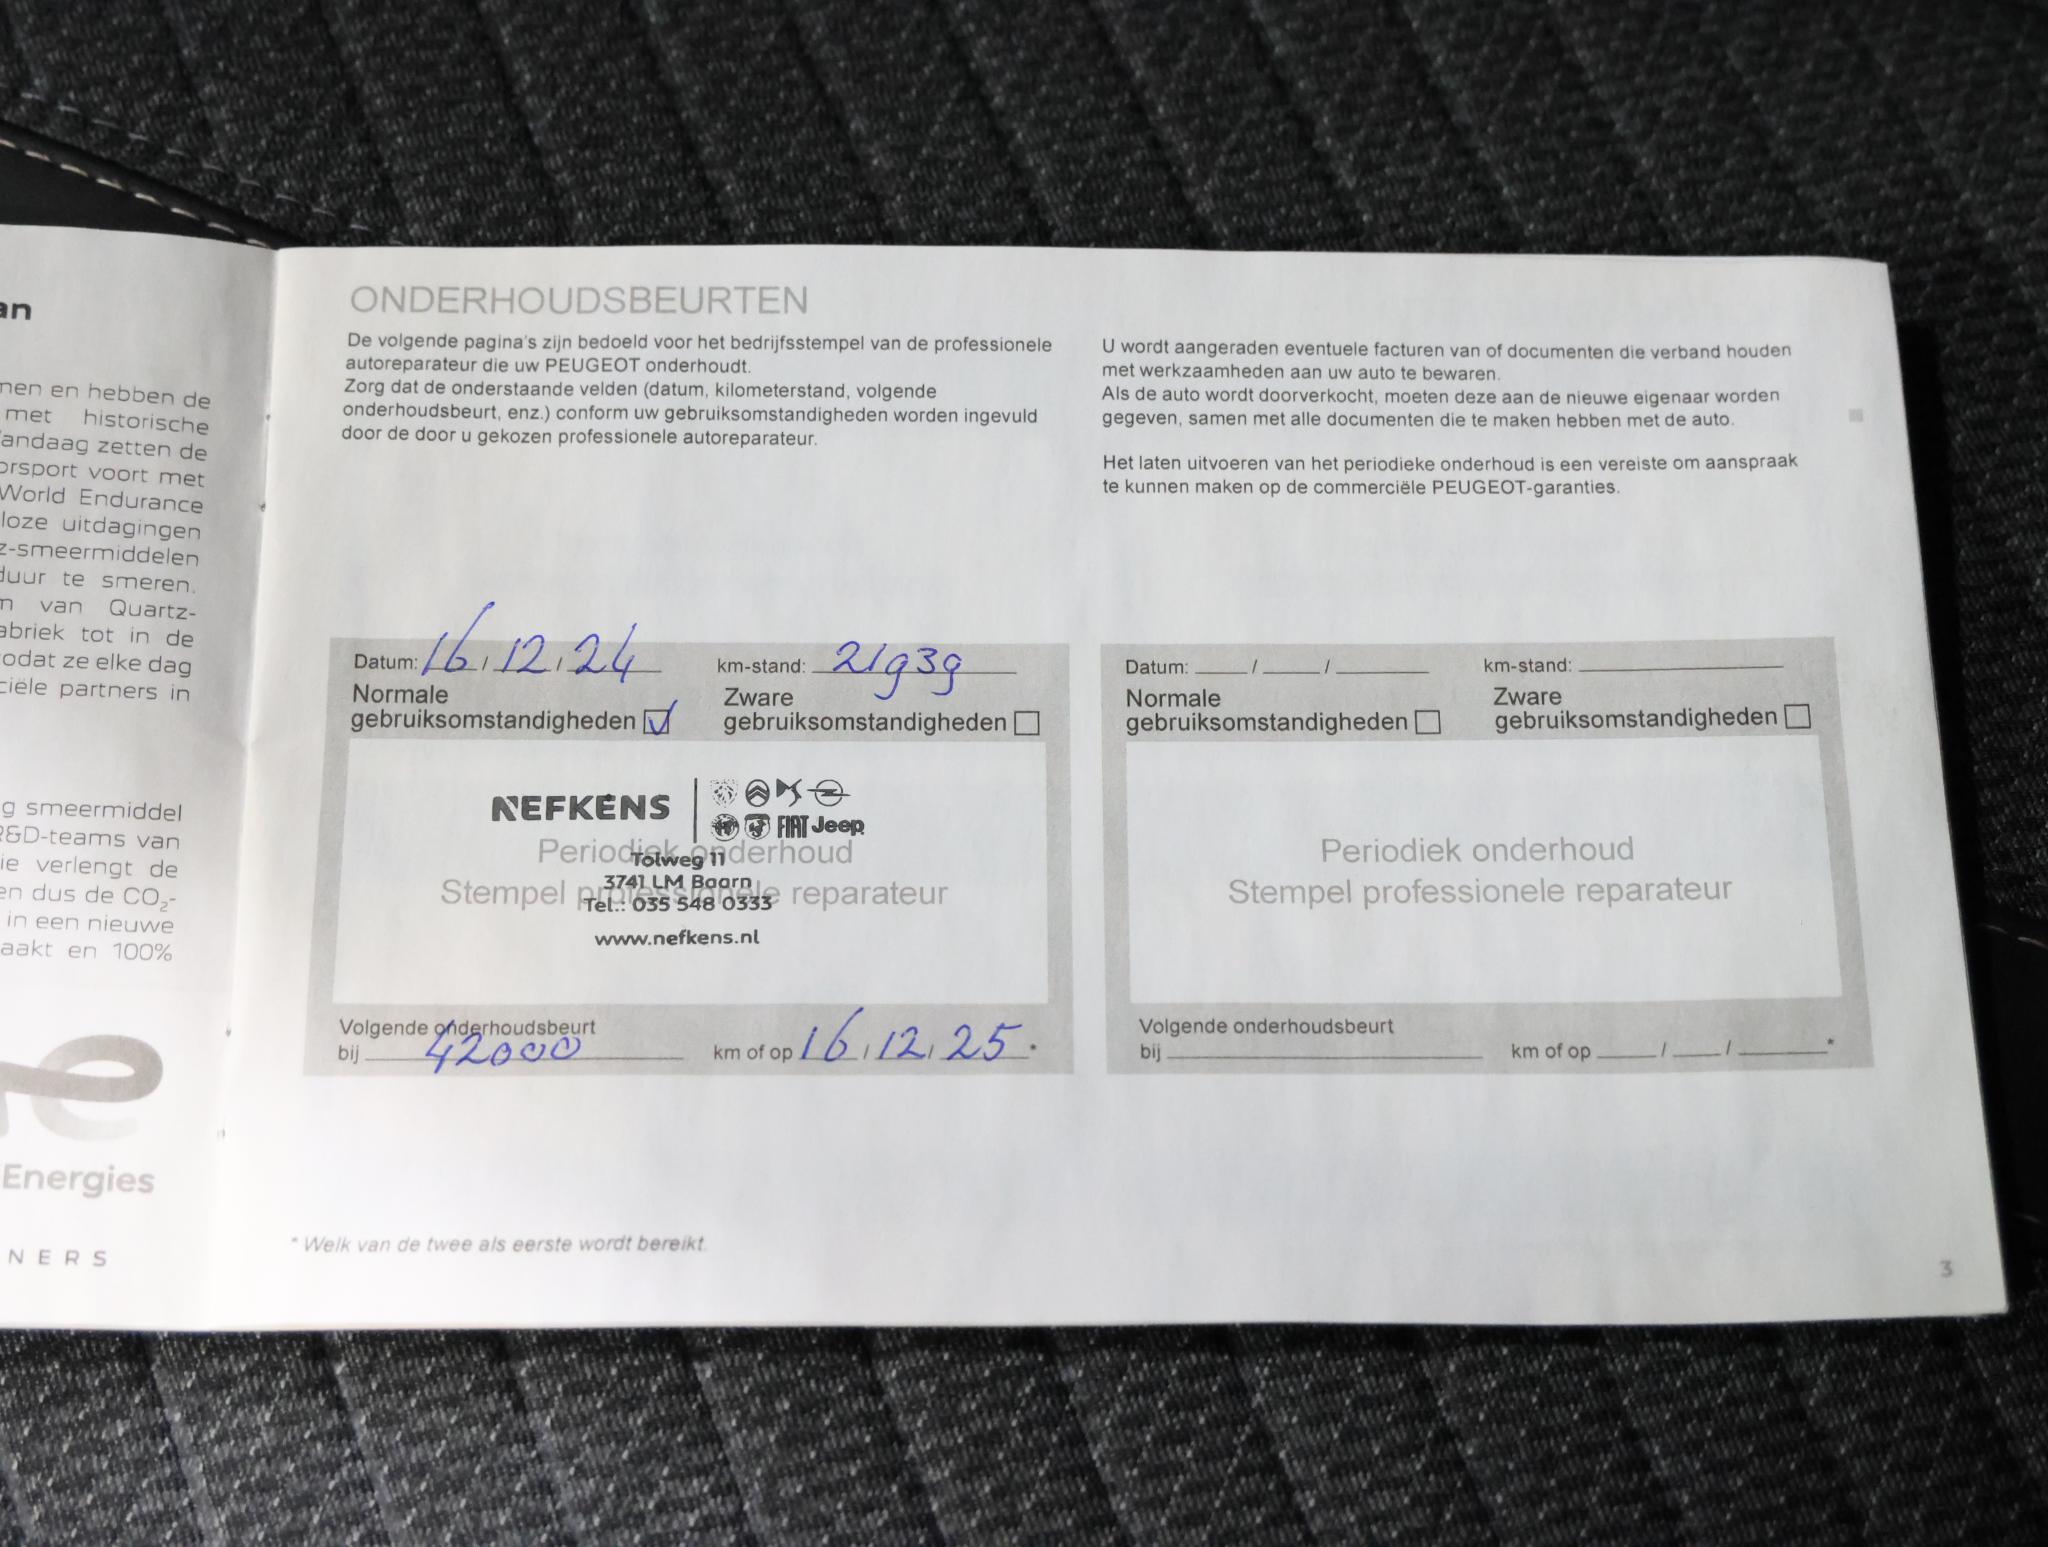 an
men en hebben de
met historische
Vandaag zetten de
orsport voort met
World Endurance
loze uitdagingen
z-smeermiddelen
duur te smeren.
van Quartz-
abriek tot in de
odat ze elke dag
ciële partners in
g smeermiddel
R&D-teams van
ie verlengt de
en dus de CO₂-
in een nieuwe
aakt en 100%
Energies
NERS
ONDERHOUDSBEURTEN
De volgende pagina's zijn bedoeld voor het bedrijfsstempel van de professionele
autoreparateur die uw PEUGEOT onderhoudt.
Zorg dat de onderstaande velden (datum, kilometerstand, volgende
onderhoudsbeurt, enz.) conform uw gebruiksomstandigheden worden ingevuld
door de door u gekozen professionele autoreparateur.
U wordt aangeraden eventuele facturen van of documenten die verband houden
met werkzaamheden aan uw auto te bewaren.
Als de auto wordt doorverkocht, moeten deze aan de nieuwe eigenaar worden
gegeven, samen met alle documenten die te maken hebben met de auto.
Het laten uitvoeren van het periodieke onderhoud is een vereiste om aanspraak
te kunnen maken op de commerciële PEUGEOT-garanties.
Datum: 16 / 12 / 24 km-stand: 21939
Normale Zware
gebruiksomstandigheden gebruiksomstandigheden
NEFKENS
FIAT Jeep
Periodiek onderhoud
Tolweg 11
3741 LM Baarn
Stempel professionele reparateur
Tel.: 035 548 0333
www.nefkens.nl
Volgende onderhoudsbeurt
bij 42000 km of op 16 / 12 / 25 *
Datum: / / km-stand:
Normale Zware
gebruiksomstandigheden gebruiksomstandigheden
Periodiek onderhoud
Stempel professionele reparateur
Volgende onderhoudsbeurt
bij km of op / / *
* Welk van de twee als eerste wordt bereikt.
3